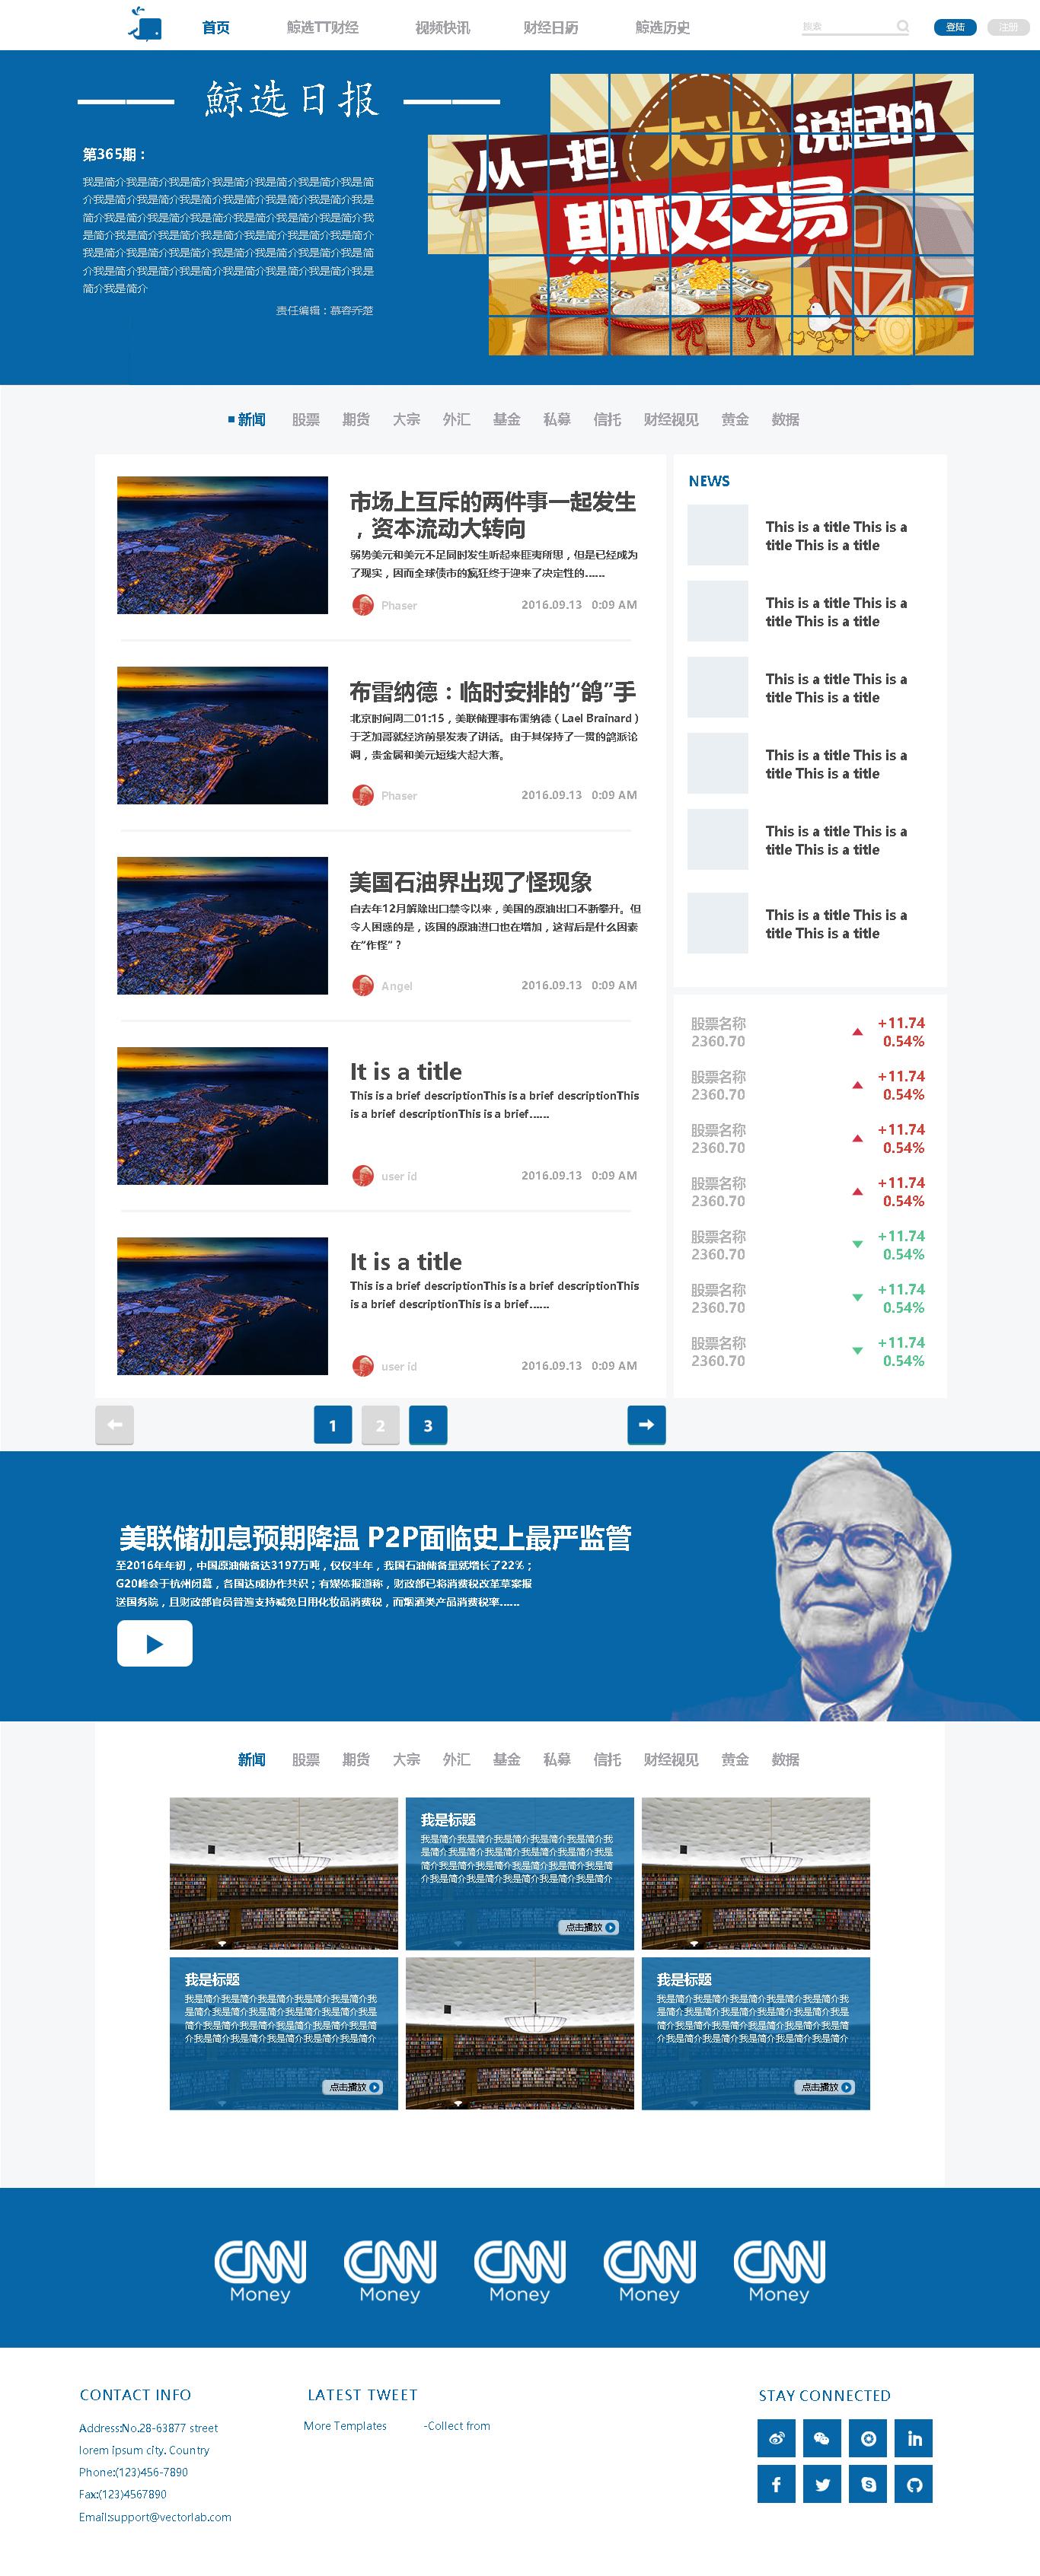 首页 鲸选TT财经 视频快讯 财经日历 鲸选历史 搜索 登陆 注册
鲸选日报
从一担大米说起的
期权交易
第365期：
我是简介我是简介我是简介我是简介我是简介我是简介我是简
介我是简介我是简介我是简介我是简介我是简介我是简介我是
简介我是简介我是简介我是简介我是简介我是简介我是简介我
是简介我是简介我是简介我是简介我是简介我是简介我是简介
我是简介我是简介我是简介我是简介我是简介我是简介我是简
介我是简介我是简介我是简介我是简介我是简介我是简介我是
简介我是简介
责任编辑：慕容乔楚
新闻 股票 期货 大宗 外汇 基金 私募 信托 财经视见 黄金 数据
市场上互斥的两件事一起发生
，资本流动大转向
弱势美元和美元不足同时发生听起来匪夷所思，但是已经成为
了现实，因而全球债市的疯狂终于迎来了决定性的......
Phaser 2016.09.13 0:09 AM
布雷纳德：临时安排的“鸽”手
北京时间周二01:15，美联储理事布雷纳德（Lael Brainard）
于芝加哥就经济前景发表了讲话。由于其保持了一贯的鸽派论
调，贵金属和美元短线大起大落。
Phaser 2016.09.13 0:09 AM
美国石油界出现了怪现象
自去年12月解除出口禁令以来，美国的原油出口不断攀升。但
令人困惑的是，该国的原油进口也在增加，这背后是什么因素
在“作怪”？
Angel 2016.09.13 0:09 AM
It is a title
This is a brief descriptionThis is a brief descriptionThis
is a brief descriptionThis is a brief......
user id 2016.09.13 0:09 AM
It is a title
This is a brief descriptionThis is a brief descriptionThis
is a brief descriptionThis is a brief......
user id 2016.09.13 0:09 AM
NEWS
This is a title This is a
title This is a title
This is a title This is a
title This is a title
This is a title This is a
title This is a title
This is a title This is a
title This is a title
This is a title This is a
title This is a title
This is a title This is a
title This is a title
股票名称 +11.74
2360.70 0.54%
股票名称 +11.74
2360.70 0.54%
股票名称 +11.74
2360.70 0.54%
股票名称 +11.74
2360.70 0.54%
股票名称 +11.74
2360.70 0.54%
股票名称 +11.74
2360.70 0.54%
股票名称 +11.74
2360.70 0.54%
1 2 3
美联储加息预期降温 P2P面临史上最严监管
至2016年年初，中国原油储备达3197万吨，仅仅半年，我国石油储备量就增长了22%；
G20峰会于杭州闭幕，各国达成协作共识；有媒体报道称，财政部已将消费税改革草案报
送国务院，且财政部官员普遍支持减免日用化妆品消费税，而烟酒类产品消费税率......
新闻 股票 期货 大宗 外汇 基金 私募 信托 财经视见 黄金 数据
我是标题
我是简介我是简介我是简介我是简介我是简介我
是简介我是简介我是简介我是简介我是简介我是
简介我是简介我是简介我是简介我是简介我是简
介我是简介我是简介我是简介我是简介我是简介
点击播放
我是标题
我是简介我是简介我是简介我是简介我是简介我
是简介我是简介我是简介我是简介我是简介我是
简介我是简介我是简介我是简介我是简介我是简
介我是简介我是简介我是简介我是简介我是简介
点击播放
我是标题
我是简介我是简介我是简介我是简介我是简介我
是简介我是简介我是简介我是简介我是简介我是
简介我是简介我是简介我是简介我是简介我是简
介我是简介我是简介我是简介我是简介我是简介
点击播放
CNN CNN CNN CNN CNN
Money Money Money Money Money
CONTACT INFO
Address:No.28-63877 street
lorem ipsum city. Country
Phone:(123)456-7890
Fax:(123)4567890
Email:support@vectorlab.com
LATEST TWEET
More Templates -Collect from
STAY CONNECTED